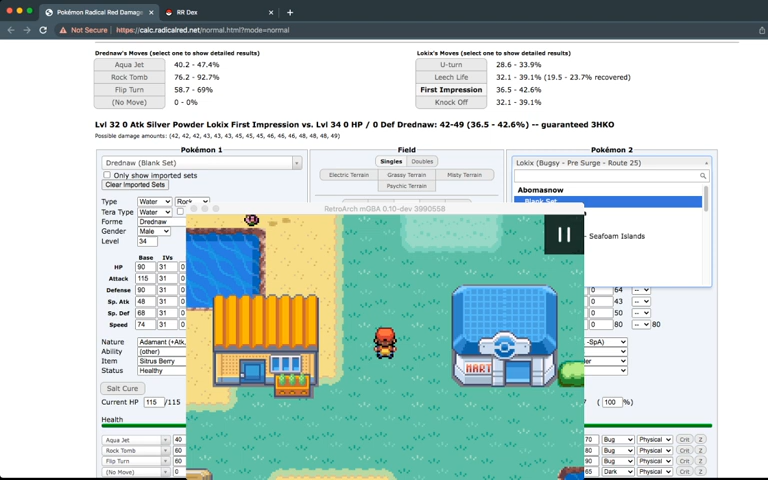 Pokémon Radical Red Damage
RR Dex
Not Secure
https://calc.radicalred.net/normal.html?mode=normal
Drednaw's Moves (select one to show detailed results)
Lokix's Moves (select one to show detailed results)
Aqua Jet 40.2 - 47.4%
U-turn 28.6 - 33.9%
Rock Tomb 76.2 - 92.7%
Leech Life 32.1 - 39.1% (19.5 - 23.7% recovered)
Flip Turn 58.7 - 69%
First Impression 36.5 - 42.6%
(No Move) 0 - 0%
Knock Off 32.1 - 39.1%
Lvl 32 0 Atk Silver Powder Lokix First Impression vs. Lvl 34 0 HP / 0 Def Drednaw: 42-49 (36.5 - 42.6%) -- guaranteed 3HKO
Possible damage amounts: (42, 42, 42, 43, 43, 43, 45, 45, 45, 46, 46, 46, 48, 48, 48, 49)
Pokémon 1
Field
Pokémon 2
Drednaw (Blank Set)
Singles Doubles
Lokix (Bugsy - Pre Surge - Route 25)
Only show imported sets
Clear Imported Sets
Electric Terrain Grassy Terrain Misty Terrain
Psychic Terrain
Abomasnow
Blank Set
Type Water Rock
Tera Type Water
RetroArch mGBA 0.10-dev 3990558
Forme Drednaw
Gender Male
Level 34
- Seafoam Islands
Base IVs
HP 90 31 0
Attack 115 31 0
Defense 90 31 0
Sp. Atk 48 31 0
Sp. Def 68 31 0
Speed 74 31 0
0 64 --
0 43 --
0 50 --
0 80 -- 80
MART
Nature Adamant (+Atk,
-SpA)
Ability (other)
Item Sitrus Berry
Status Healthy
Salt Cure
Current HP 115 /115
( 100 %)
Health
Aqua Jet 40
70 Bug Physical Crit Z
Rock Tomb 60
80 Bug Physical Crit Z
Flip Turn 60
90 Bug Physical Crit Z
(No Move) 0
65 Dark Physical Crit Z